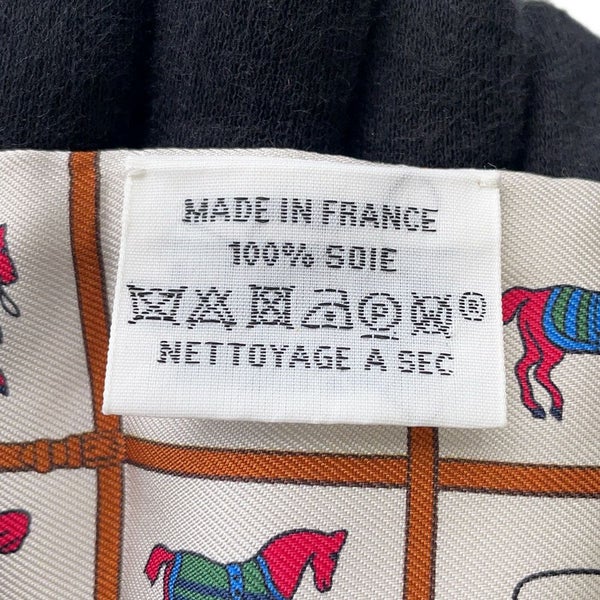 MADE IN FRANCE
100% SOIE
P ®
NETTOYAGE A SEC